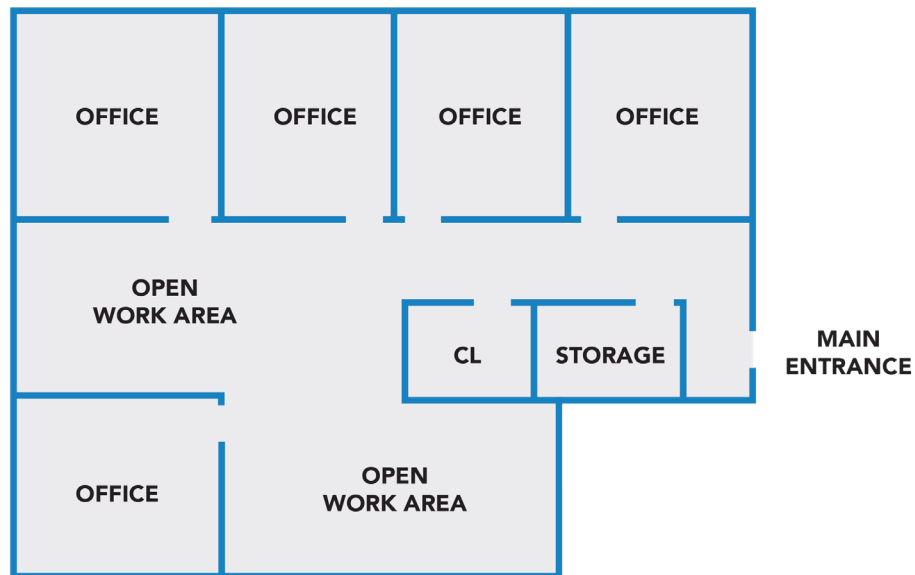 OFFICE
OFFICE
OFFICE
OFFICE
OPEN
WORK AREA
CL
STORAGE
MAIN
ENTRANCE
OFFICE
OPEN
WORK AREA